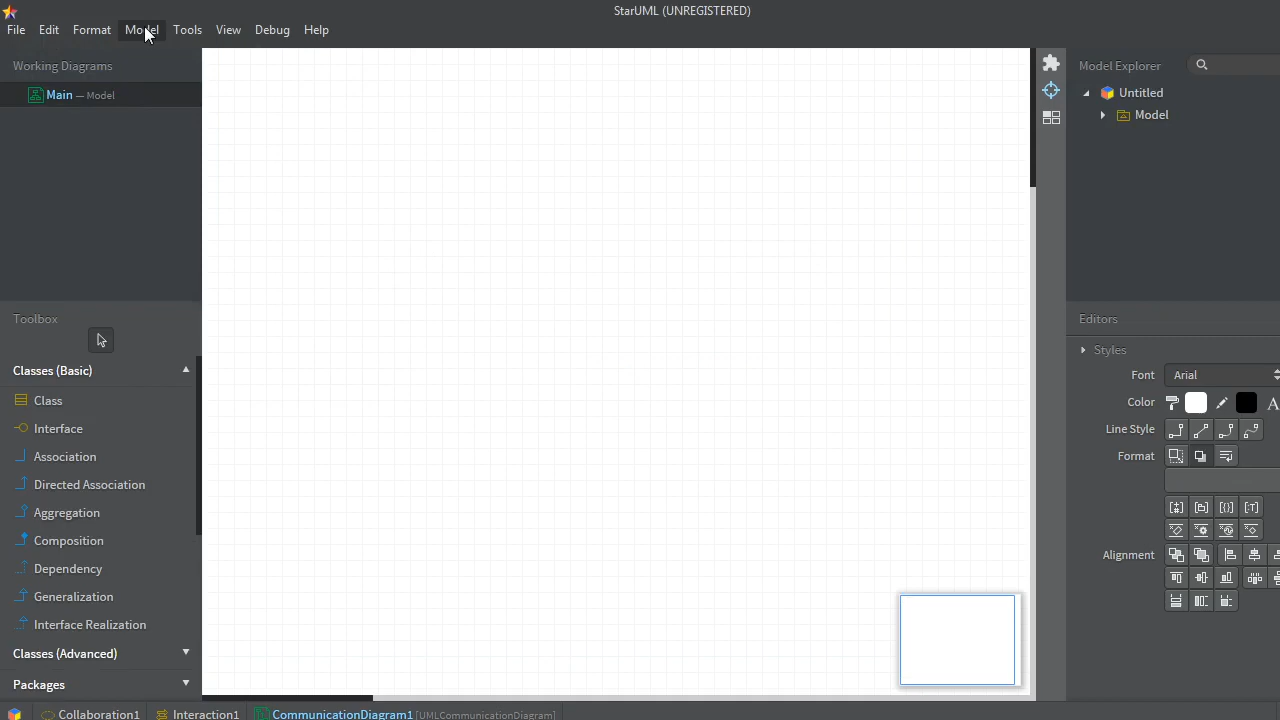 StarUML (UNREGISTERED)
File Edit Format Model Tools View Debug Help
Working Diagrams
Main — Model
Toolbox
Classes (Basic)
Class
Interface
Association
Directed Association
Aggregation
Composition
Dependency
Generalization
Interface Realization
Classes (Advanced)
Packages
Model Explorer
Untitled
Model
Editors
Styles
Font Arial
Color A
Line Style
Format
Alignment
Collaboration1 Interaction1 CommunicationDiagram1 [UMLCommunicationDiagram]